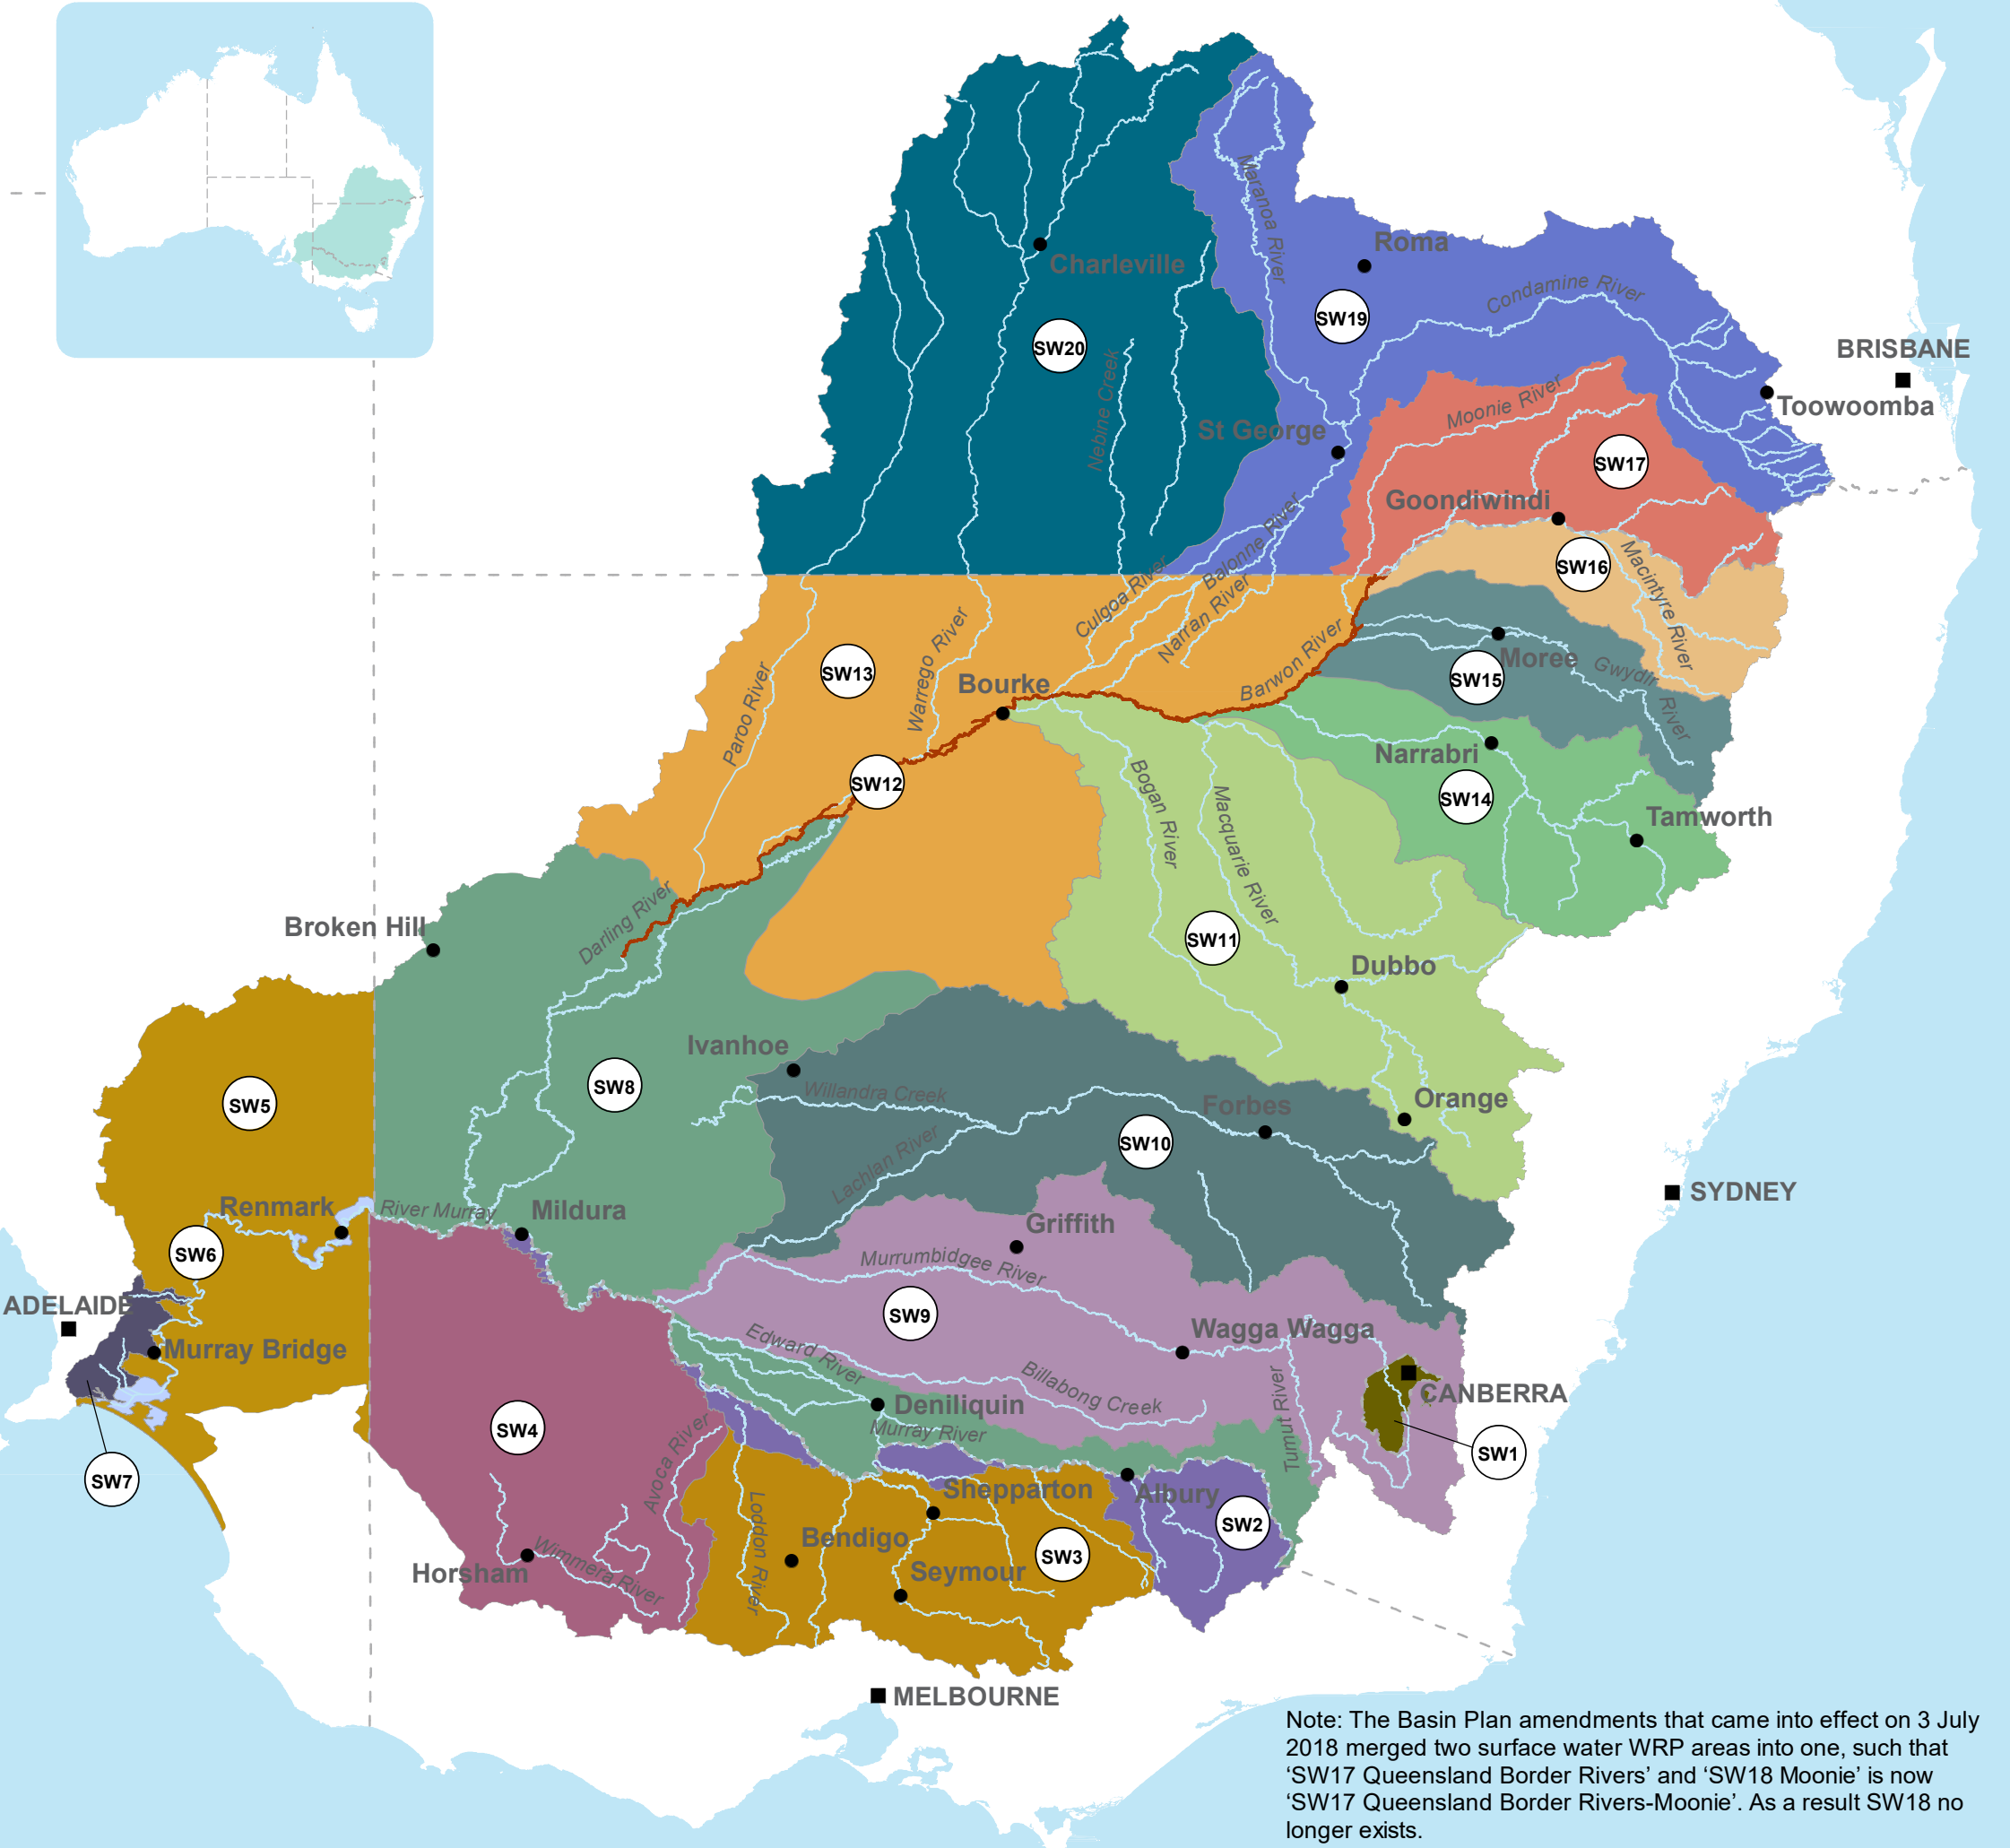 Maranoa River
Roma
Charleville
Condamine River
SW19
SW20
BRISBANE
Nebine Creek
Moonie River
Toowoomba
St George
SW17
Goondiwindi
Balonne River
SW16
Macintyre River
Culgoa River
Narran River
Warrego River
Paroo River
SW13
Barwon River
Moree
SW15
Gwydir River
Bourke
Narrabri
SW12
Bogan River
Macquarie River
SW14
Tamworth
Darling River
Broken Hill
SW11
Dubbo
Ivanhoe
SW8
SW5
Willandra Creek
Forbes
Orange
SW10
Lachlan River
SYDNEY
Renmark
River Murray
Mildura
Griffith
SW6
Murrumbidgee River
ADELAIDE
SW9
Wagga Wagga
Murray Bridge
Edward River
Billabong Creek
Tumut River
CANBERRA
Deniliquin
Murray River
SW4
Avoca River
SW1
SW7
Shepparton
Albury
Loddon River
Bendigo
SW2
SW3
Horsham
Wimmera River
Seymour
MELBOURNE
Note: The Basin Plan amendments that came into effect on 3 July
2018 merged two surface water WRP areas into one, such that
‘SW17 Queensland Border Rivers’ and ‘SW18 Moonie’ is now
‘SW17 Queensland Border Rivers-Moonie’. As a result SW18 no
longer exists.